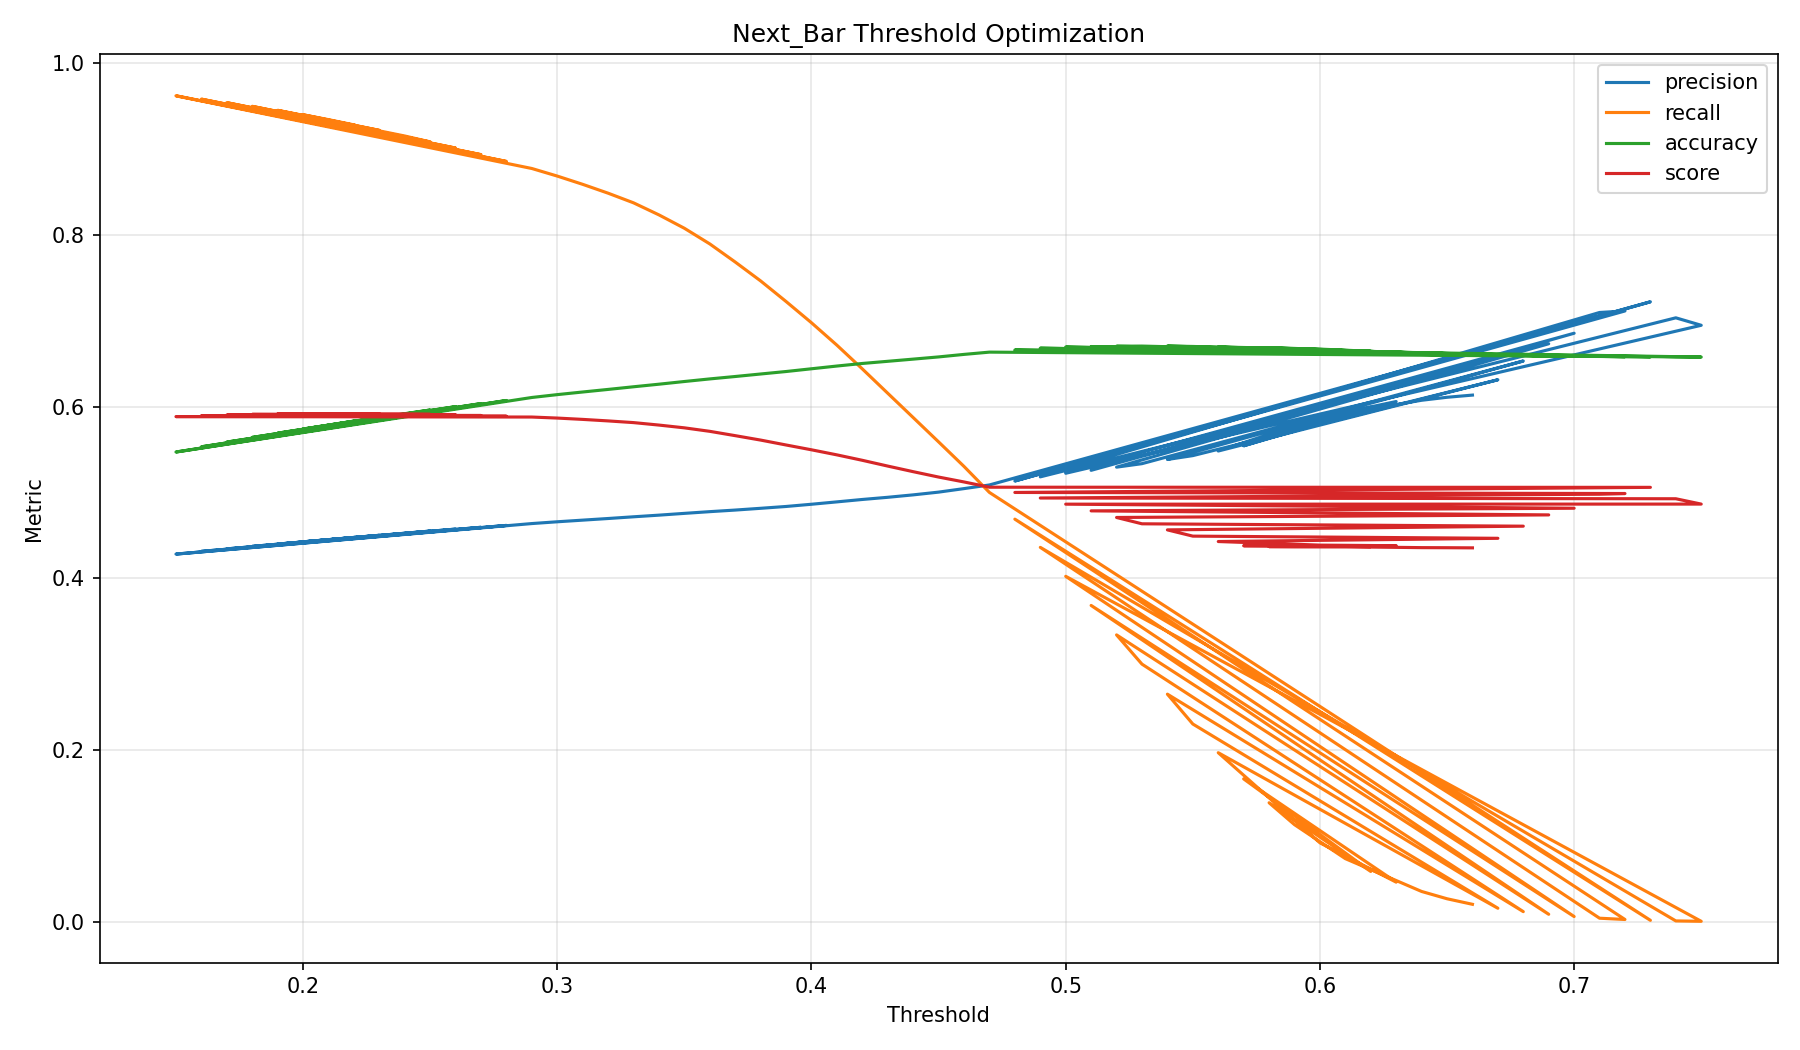 Next_Bar Threshold Optimization
1.0
0.8
0.6
0.4
0.2
0.0
Metric
precision
recall
accuracy
score
0.2 0.3 0.4 0.5 0.6 0.7
Threshold